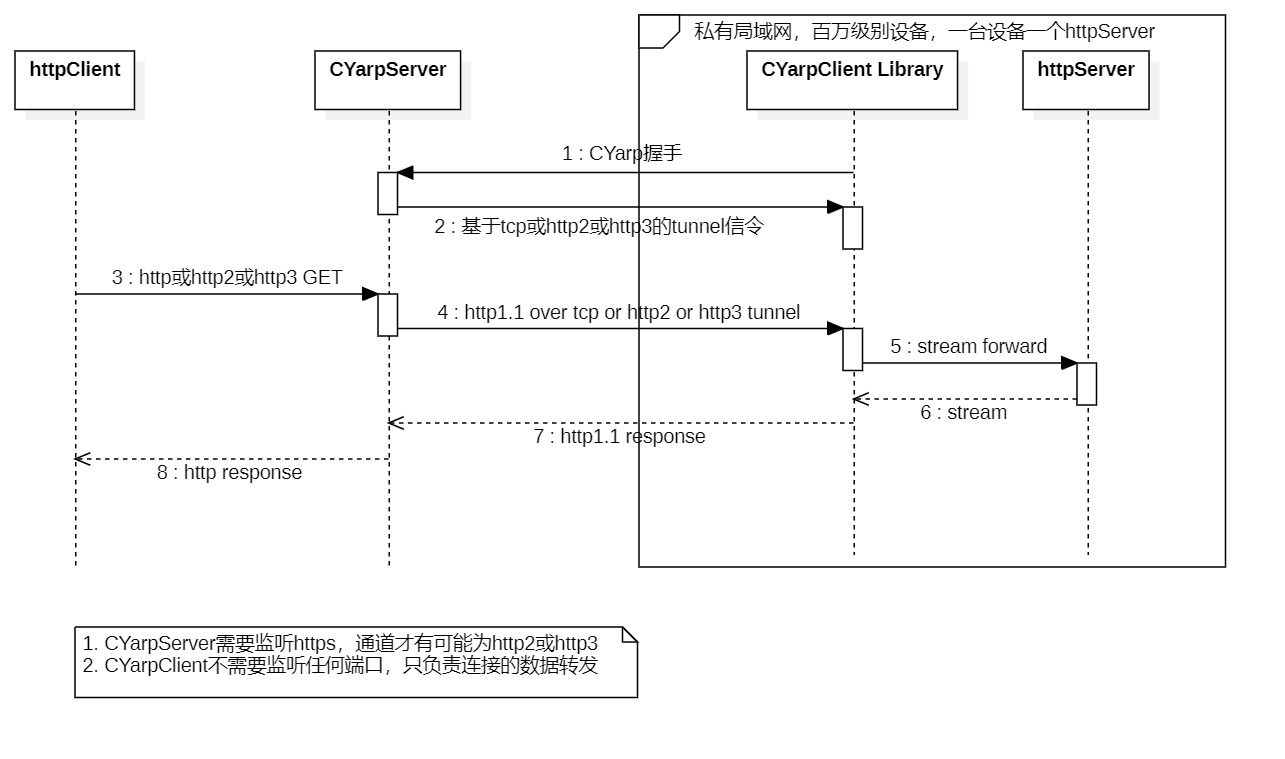 私有局域网，百万级别设备，一台设备一个httpServer
httpClient
CYarpServer
CYarpClient Library
httpServer
1 : CYarp握手
2 : 基于tcp或http2或http3的tunnel信令
3 : http或http2或http3 GET
4 : http1.1 over tcp or http2 or http3 tunnel
5 : stream forward
6 : stream
7 : http1.1 response
8 : http response
1. CYarpServer需要监听https，通道才有可能为http2或http3
2. CYarpClient不需要监听任何端口，只负责连接的数据转发